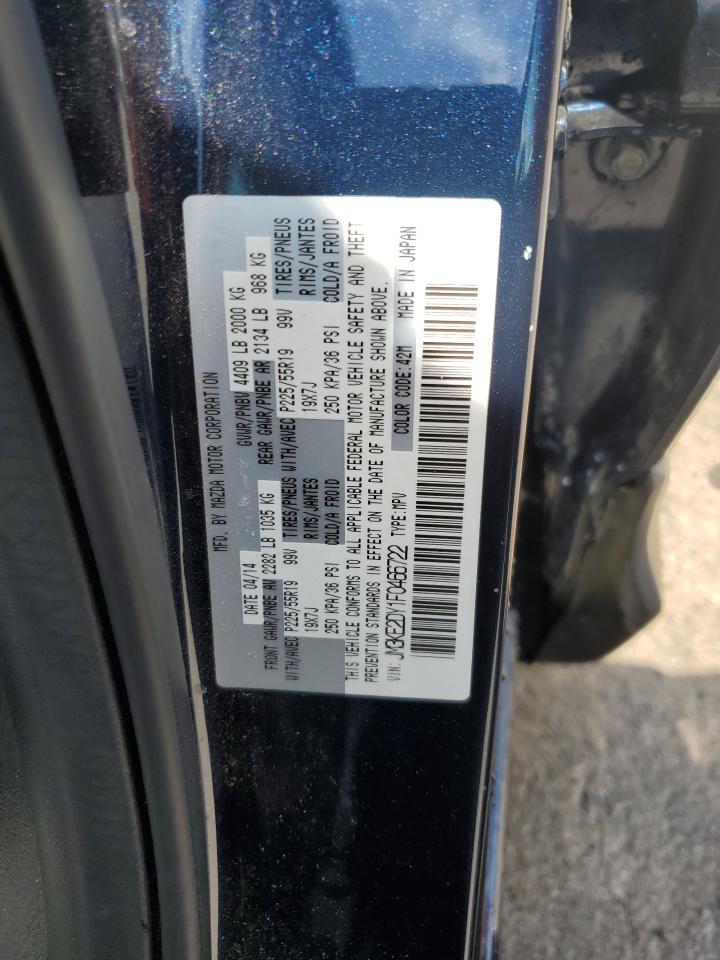 MFD. BY MAZDA MOTOR CORPORATION
DATE 04/14 GVWR/PNBV 4409 LB 2000 KG
FRONT GAWR/PNBE AV 2282 LB 1035 KG REAR GAWR/PNBE AR 2134 LB 968 KG
WITH/AVEC P225/55R19 99V TIRES/PNEUS WITH/AVEC P225/55R19 99V TIRES/PNEUS
19X7J RIMS/JANTES 19X7J RIMS/JANTES
250 KPA/36 PSI COLD/A FROID 250 KPA/36 PSI COLD/A FROID
THIS VEHICLE CONFORMS TO ALL APPLICABLE FEDERAL MOTOR VEHICLE SAFETY AND THEFT
PREVENTION STANDARDS IN EFFECT ON THE DATE OF MANUFACTURE SHOWN ABOVE.
VIN: JM3KE2DY1F0466722 TYPE:MPV COLOR CODE:42M MADE IN JAPAN